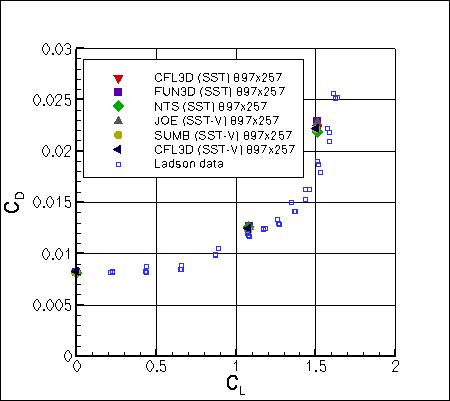 0.03
0.025
0.02
0.015
0.01
0.005
0
C_D
CFL3D (SST) 897x257
FUN3D (SST) 897x257
NTS (SST) 897x257
JOE (SST-V) 897x257
SUMB (SST-V) 897x257
CFL3D (SST-V) 897x257
Ladson data
0 0.5 1 1.5 2
C_L